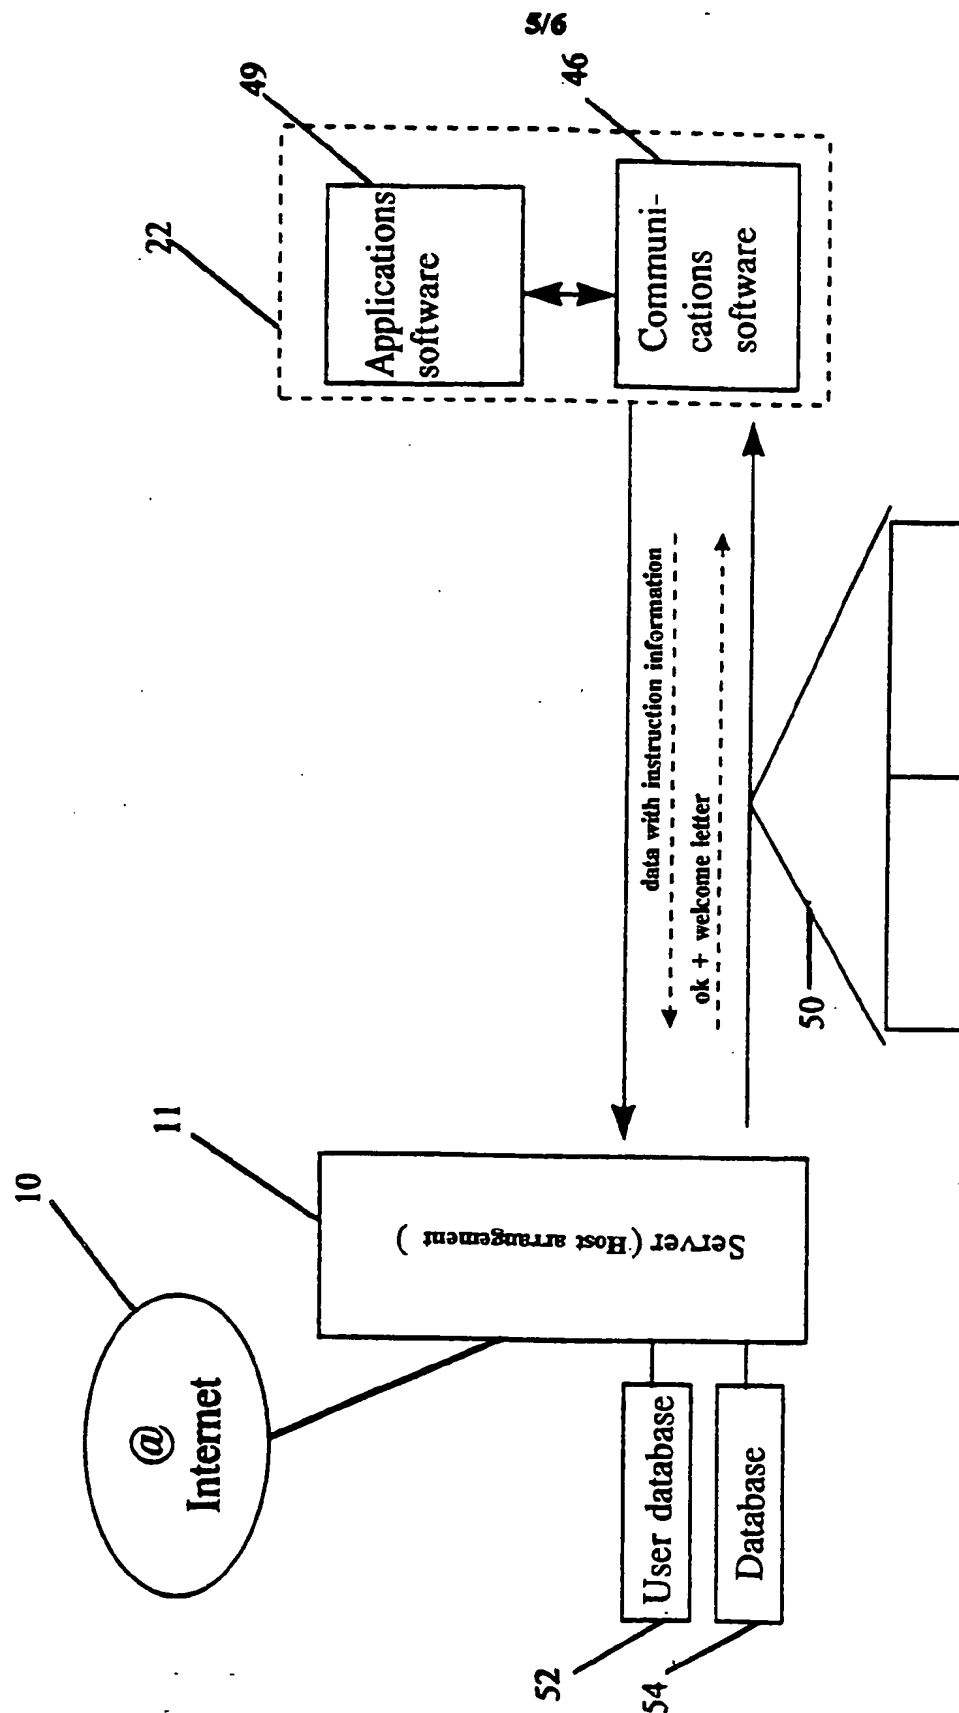 5/6
10
@
Internet
11
Server (Host arrangement)
52
User database
54
Database
data with instruction information
ok + welcome letter
50
22
49
Applications
software
46
Communi-
cations
software